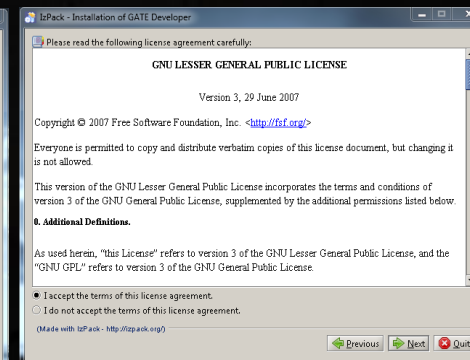 IzPack - Installation of GATE Developer
Please read the following license agreement carefully:
GNU LESSER GENERAL PUBLIC LICENSE
Version 3, 29 June 2007
Copyright © 2007 Free Software Foundation, Inc. <http://fsf.org/>
Everyone is permitted to copy and distribute verbatim copies of this license document, but changing it
is not allowed.
This version of the GNU Lesser General Public License incorporates the terms and conditions of
version 3 of the GNU General Public License, supplemented by the additional permissions listed below.
0. Additional Definitions.
As used herein, “this License” refers to version 3 of the GNU Lesser General Public License, and the
“GNU GPL” refers to version 3 of the GNU General Public License.
I accept the terms of this license agreement.
I do not accept the terms of this license agreement.
(Made with IzPack - http://izpack.org/)
Previous Next Quit